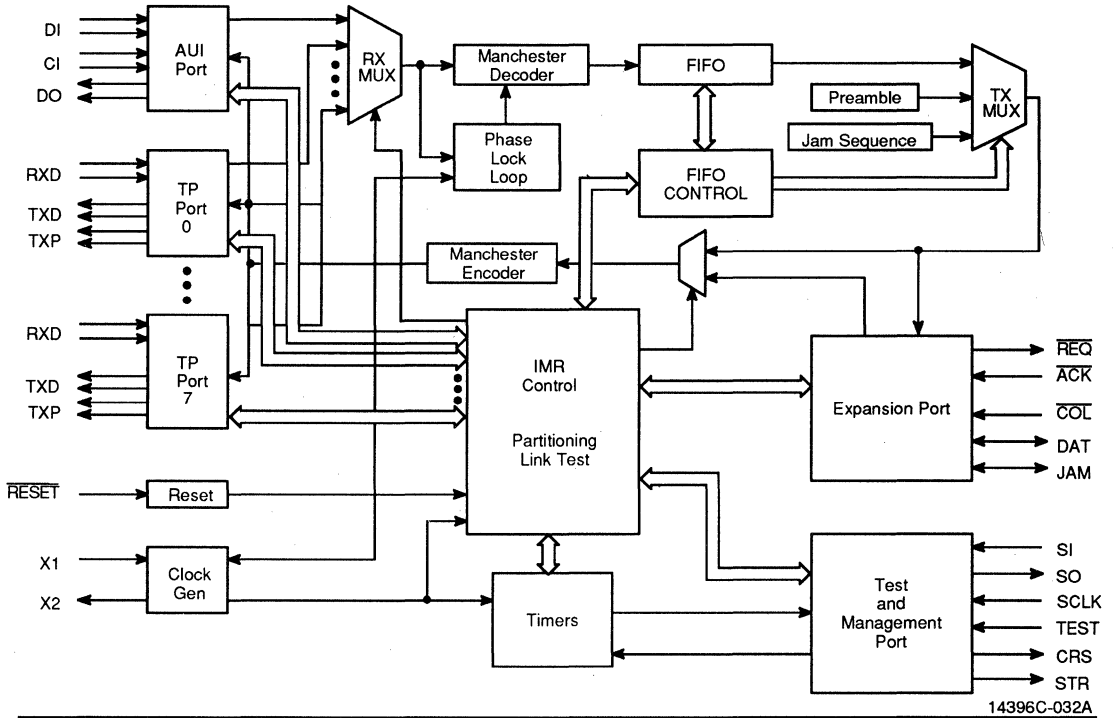 DI
CI
DO
AUI
Port
RX
MUX
Manchester
Decoder
FIFO
TX
MUX
Preamble
Jam Sequence
Phase
Lock
Loop
FIFO
CONTROL
RXD
TXD
TXP
TP
Port
0
Manchester
Encoder
RXD
TXD
TXP
TP
Port
7
IMR
Control
Partitioning
Link Test
Expansion Port
REQ
ACK
COL
DAT
JAM
RESET
Reset
X1
X2
Clock
Gen
Timers
Test
and
Management
Port
SI
SO
SCLK
TEST
CRS
STR
14396C-032A